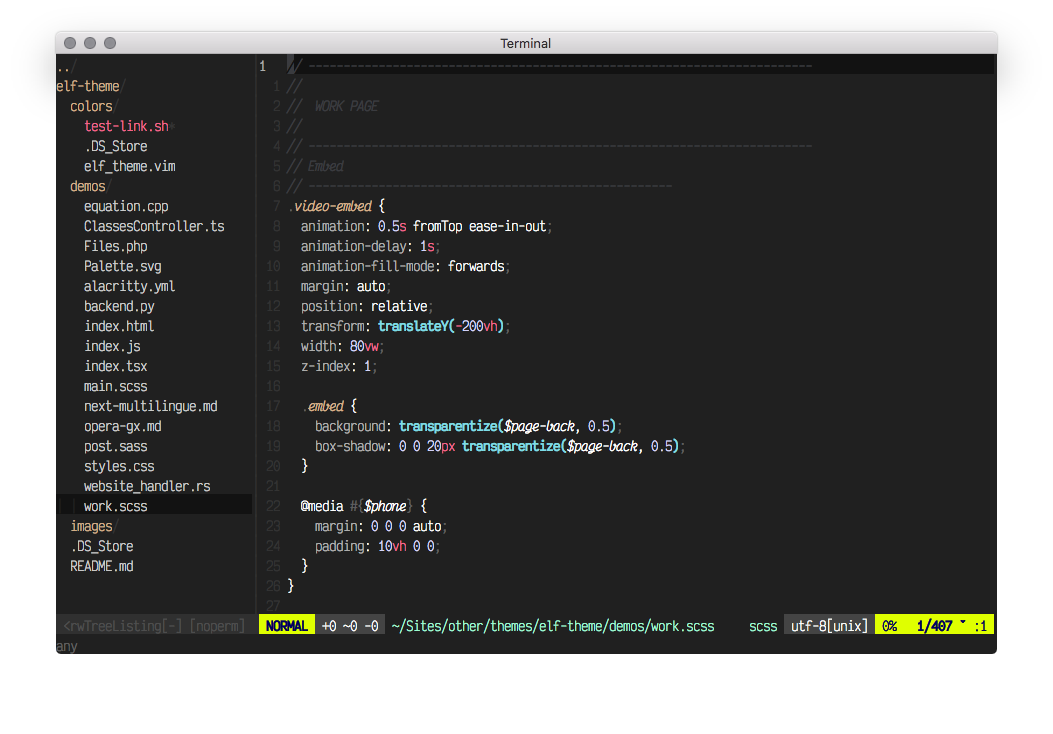 Terminal
../
elf-theme/
colors/
test-link.sh*
.DS_Store
elf_theme.vim
demos/
equation.cpp
ClassesController.ts
Files.php
Palette.svg
alacritty.yml
backend.py
index.html
index.js
index.tsx
main.scss
next-multilingue.md
opera-gx.md
post.sass
styles.css
website_handler.rs
work.scss
images/
.DS_Store
README.md
1 // ------------------------------------------------------------------------
1 //
2 //  WORK PAGE
3 //
4 // ------------------------------------------------------------------------
5 // Embed
6 // ----------------------------------------------------
7 .video-embed {
8   animation: 0.5s fromTop ease-in-out;
9   animation-delay: 1s;
10   animation-fill-mode: forwards;
11   margin: auto;
12   position: relative;
13   transform: translateY(-200vh);
14   width: 80vw;
15   z-index: 1;
16
17   .embed {
18     background: transparentize($page-back, 0.5);
19     box-shadow: 0 0 20px transparentize($page-back, 0.5);
20   }
21
22   @media #{$phone} {
23     margin: 0 0 0 auto;
24     padding: 10vh 0 0;
25   }
26 }
27
<rwTreeListing[-] [noperm] NORMAL +0 ~0 -0 ~/Sites/other/themes/elf-theme/demos/work.scss scss utf-8[unix] 0% 1/407 :1
any